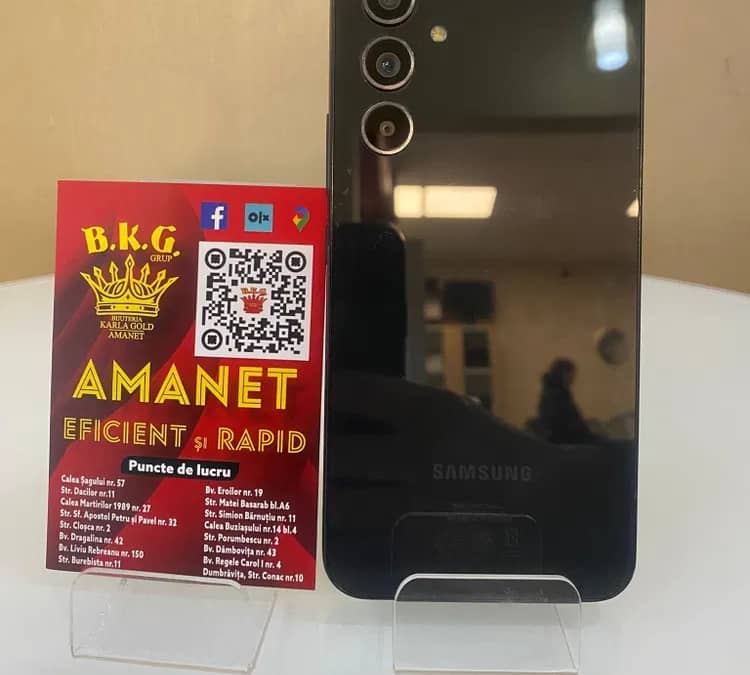 B.K.G.
GRUP
BIJUTERIA
KARLA GOLD
AMANET
f
olx
AMANET
EFICIENT ȘI RAPID
Puncte de lucru
Calea Șagului nr. 57
Str. Dacilor nr.11
Calea Martirilor 1989 nr. 27
Str. Sf. Apostol Petru și Pavel nr. 32
Str. Cloșca nr. 2
Bv. Dragalina nr. 42
Bv. Liviu Rebreanu nr. 150
Str. Burebista nr.11
Bv. Eroilor nr. 19
Str. Matei Basarab bl.A6
Str. Simion Bărnuțiu nr. 11
Calea Buziașului nr.14 bl.4
Str. Porumbescu nr. 2
Bv. Dâmbovița nr. 43
Bv. Regele Carol I nr. 4
Dumbrăvița, Str. Conac nr.10
SAMSUNG